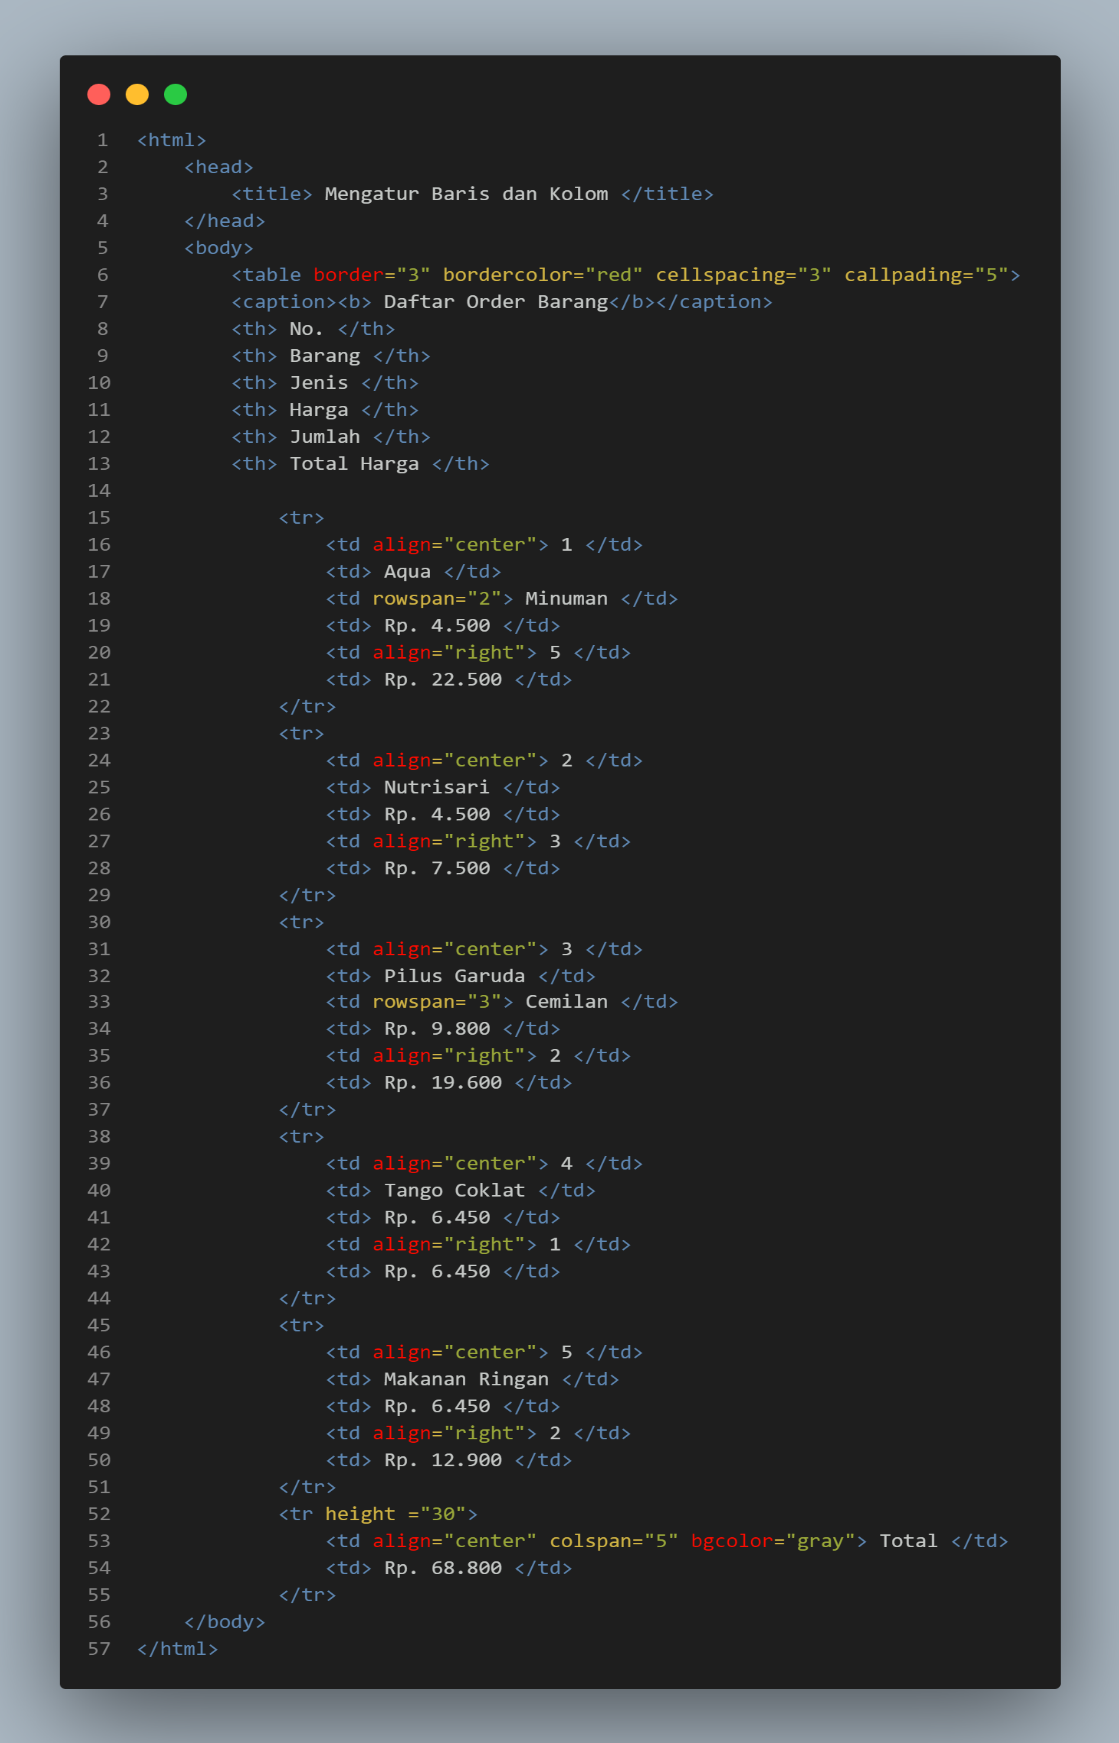 1 <html>
2 <head>
3 <title> Mengatur Baris dan Kolom </title>
4 </head>
5 <body>
6 <table border="3" bordercolor="red" cellspacing="3" callpading="5">
7 <caption><b> Daftar Order Barang</b></caption>
8 <th> No. </th>
9 <th> Barang </th>
10 <th> Jenis </th>
11 <th> Harga </th>
12 <th> Jumlah </th>
13 <th> Total Harga </th>
14
15 <tr>
16 <td align="center"> 1 </td>
17 <td> Aqua </td>
18 <td rowspan="2"> Minuman </td>
19 <td> Rp. 4.500 </td>
20 <td align="right"> 5 </td>
21 <td> Rp. 22.500 </td>
22 </tr>
23 <tr>
24 <td align="center"> 2 </td>
25 <td> Nutrisari </td>
26 <td> Rp. 4.500 </td>
27 <td align="right"> 3 </td>
28 <td> Rp. 7.500 </td>
29 </tr>
30 <tr>
31 <td align="center"> 3 </td>
32 <td> Pilus Garuda </td>
33 <td rowspan="3"> Cemilan </td>
34 <td> Rp. 9.800 </td>
35 <td align="right"> 2 </td>
36 <td> Rp. 19.600 </td>
37 </tr>
38 <tr>
39 <td align="center"> 4 </td>
40 <td> Tango Coklat </td>
41 <td> Rp. 6.450 </td>
42 <td align="right"> 1 </td>
43 <td> Rp. 6.450 </td>
44 </tr>
45 <tr>
46 <td align="center"> 5 </td>
47 <td> Makanan Ringan </td>
48 <td> Rp. 6.450 </td>
49 <td align="right"> 2 </td>
50 <td> Rp. 12.900 </td>
51 </tr>
52 <tr height ="30">
53 <td align="center" colspan="5" bgcolor="gray"> Total </td>
54 <td> Rp. 68.800 </td>
55 </tr>
56 </body>
57 </html>